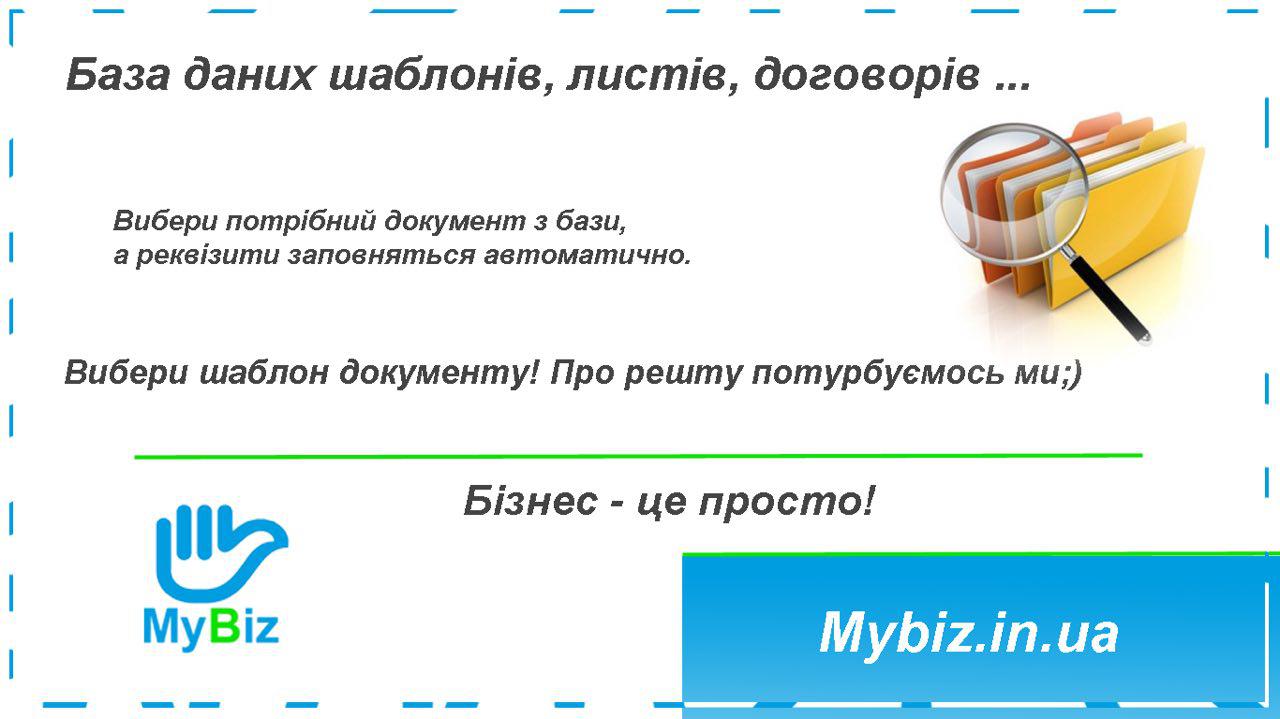 База даних шаблонів, листів, договорів ...
Вибери потрібний документ з бази,
а реквізити заповняться автоматично.
Вибери шаблон документу! Про решту потурбуємось ми;)
Бізнес - це просто!
MyBiz
Mybiz.in.ua